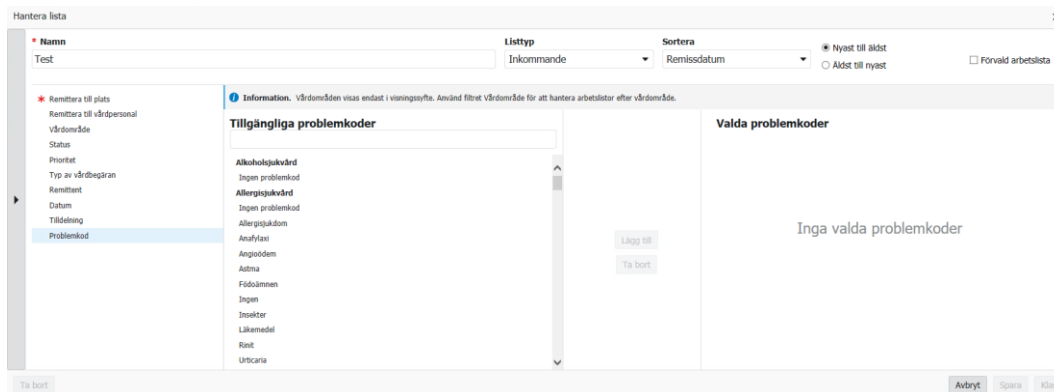 Hantera lista
* Namn
Listtyp
Sortera
Test
Inkommande
Remissdatum
Nyast till äldst
Äldst till nyast
Förvald arbetslista
* Remittera till plats
Remittera till vårdpersonal
Vårdområde
Status
Prioritet
Typ av vårdbegäran
Remittent
Datum
Tilldelning
Problemkod
Information. Vårdområden visas endast i visningssyfte. Använd filtret Vårdområde för att hantera arbetslistor efter vårdområde.
Tillgängliga problemkoder
Alkoholsjukvård
Ingen problemkod
Allergisjukvård
Ingen problemkod
Allergisjukdom
Anafylaxi
Angioödem
Astma
Födoämnen
Ingen
Insekter
Läkemedel
Rinit
Urticaria
Lägg till
Ta bort
Valda problemkoder
Inga valda problemkoder
Ta bort
Avbryt
Spara